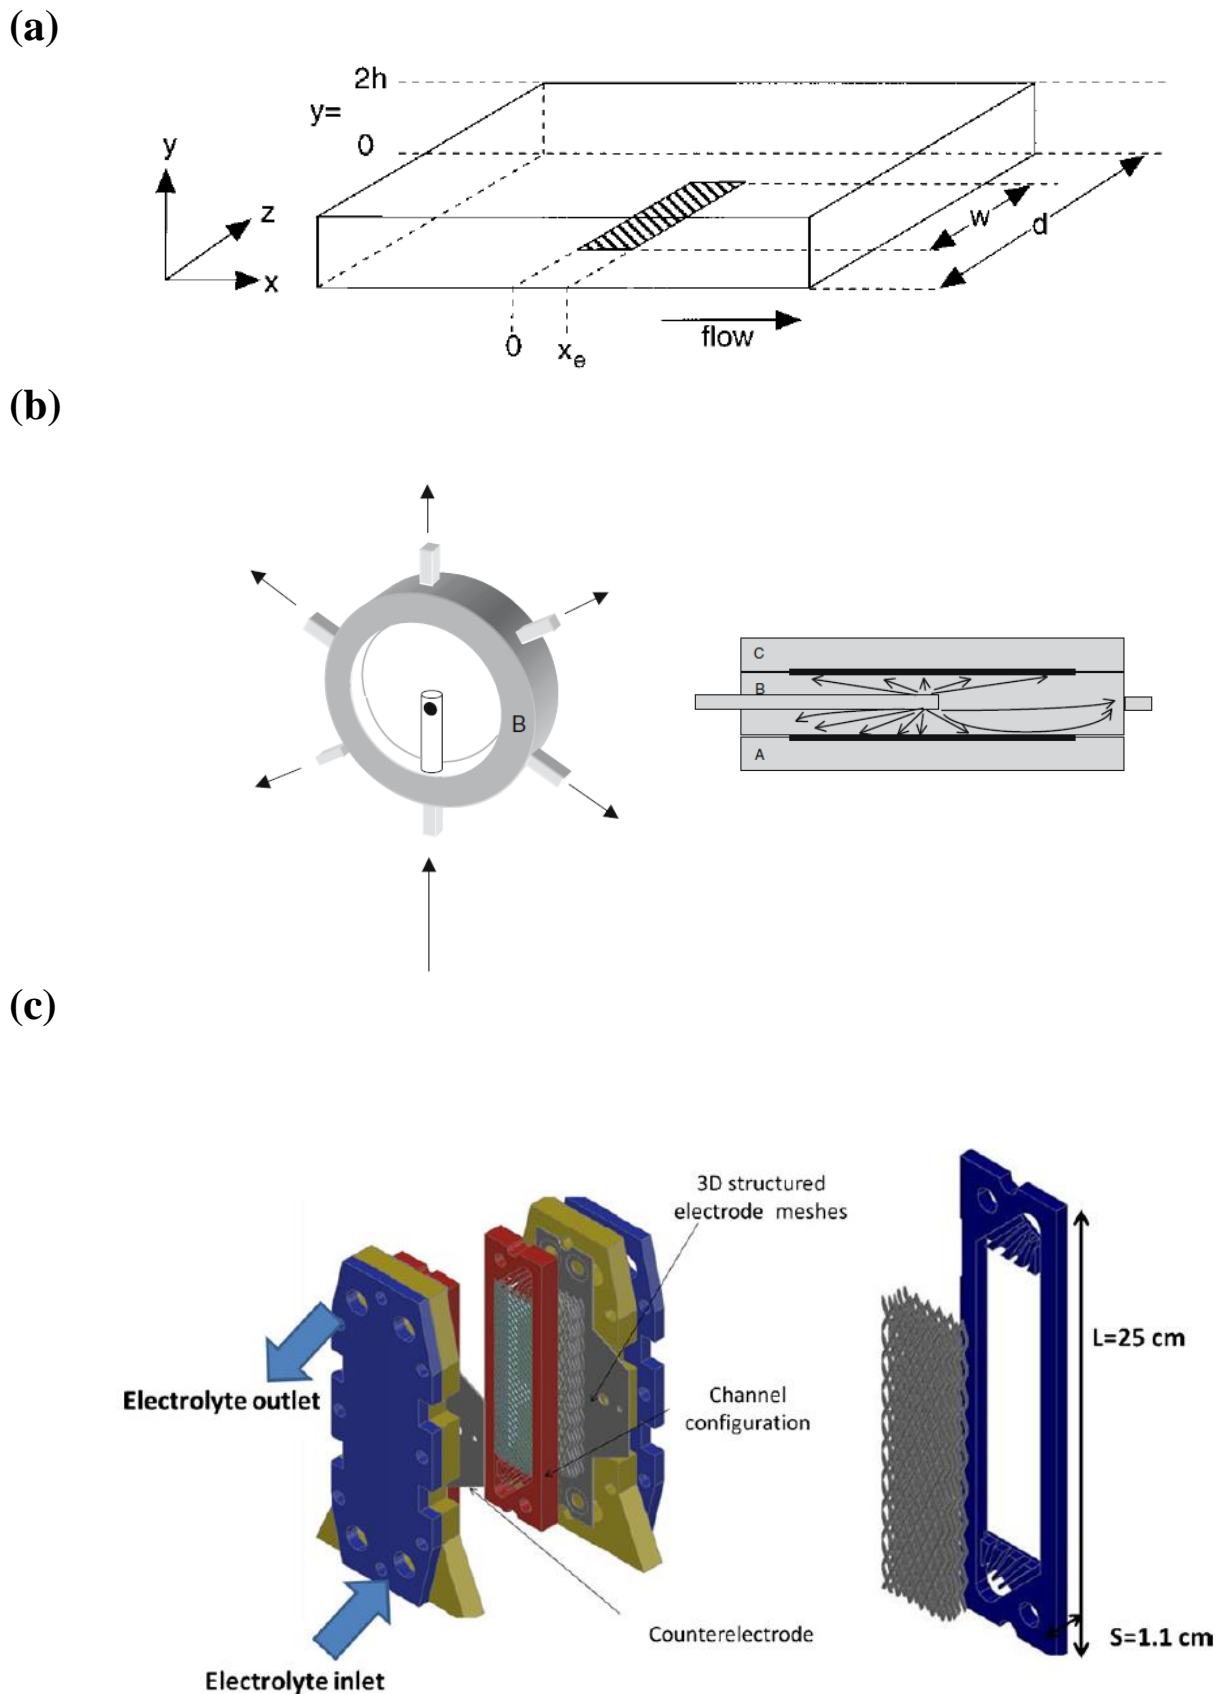 (a)
2h
y=
0
y
z
x
w
d
0
xₑ
flow
(b)
B
C
B
A
(c)
3D structured
electrode meshes
L=25 cm
Electrolyte outlet
Channel
configuration
Counterelectrode
S=1.1 cm
Electrolyte inlet